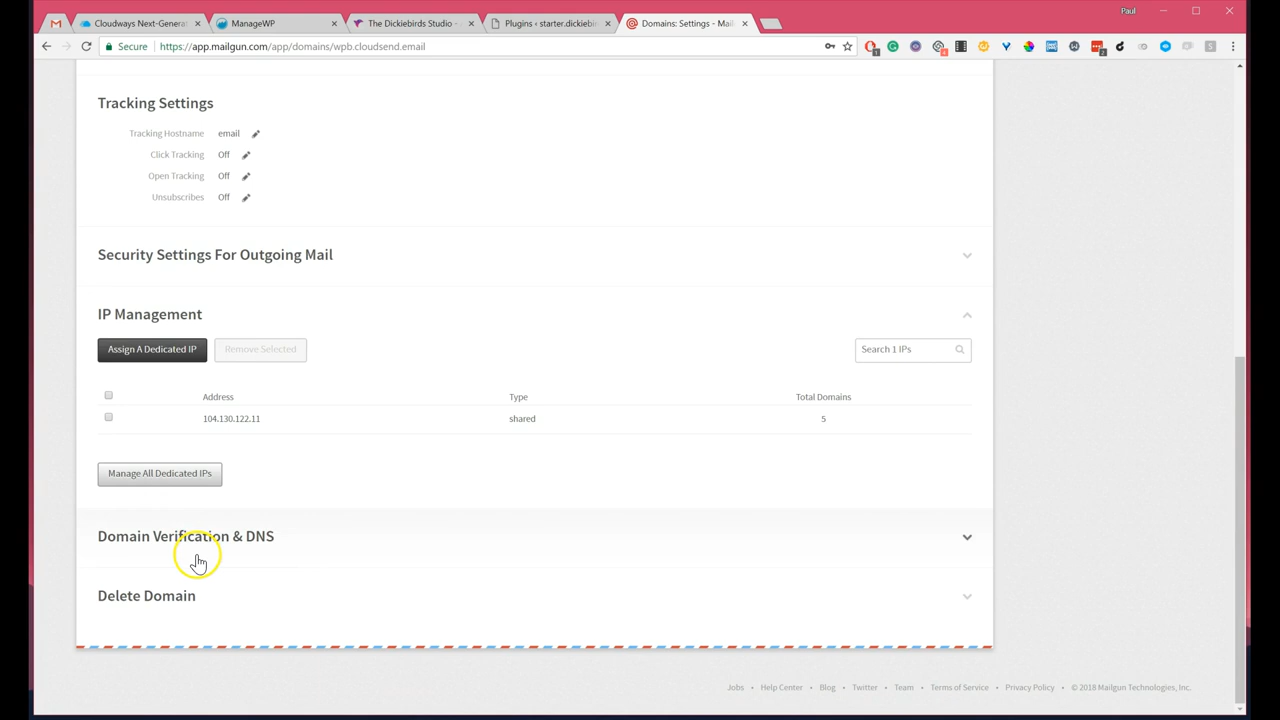 Cloudways Next-Genera
ManageWP
The Dickiebirds Studio -
Plugins ‹ starter.dickiebi
Domains: Settings - Mail
Paul
Secure
https://app.mailgun.com/app/domains/wpb.cloudsend.email
Tracking Settings
Tracking Hostname email
Click Tracking Off
Open Tracking Off
Unsubscribes Off
Security Settings For Outgoing Mail
IP Management
Assign A Dedicated IP Remove Selected Search 1 IPs
Address Type Total Domains
104.130.122.11 shared 5
Manage All Dedicated IPs
Domain Verification & DNS
Delete Domain
Jobs • Help Center • Blog • Twitter • Team • Terms of Service • Privacy Policy • © 2018 Mailgun Technologies, Inc.